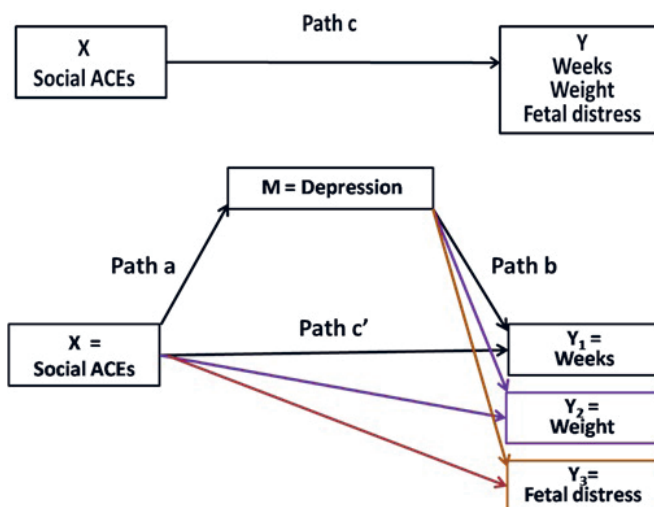 Path c
X
Social ACEs
Y
Weeks
Weight
Fetal distress
M = Depression
Path a
Path b
Path c’
X =
Social ACEs
Y₁ =
Weeks
Y₂ =
Weight
Y₃=
Fetal distress